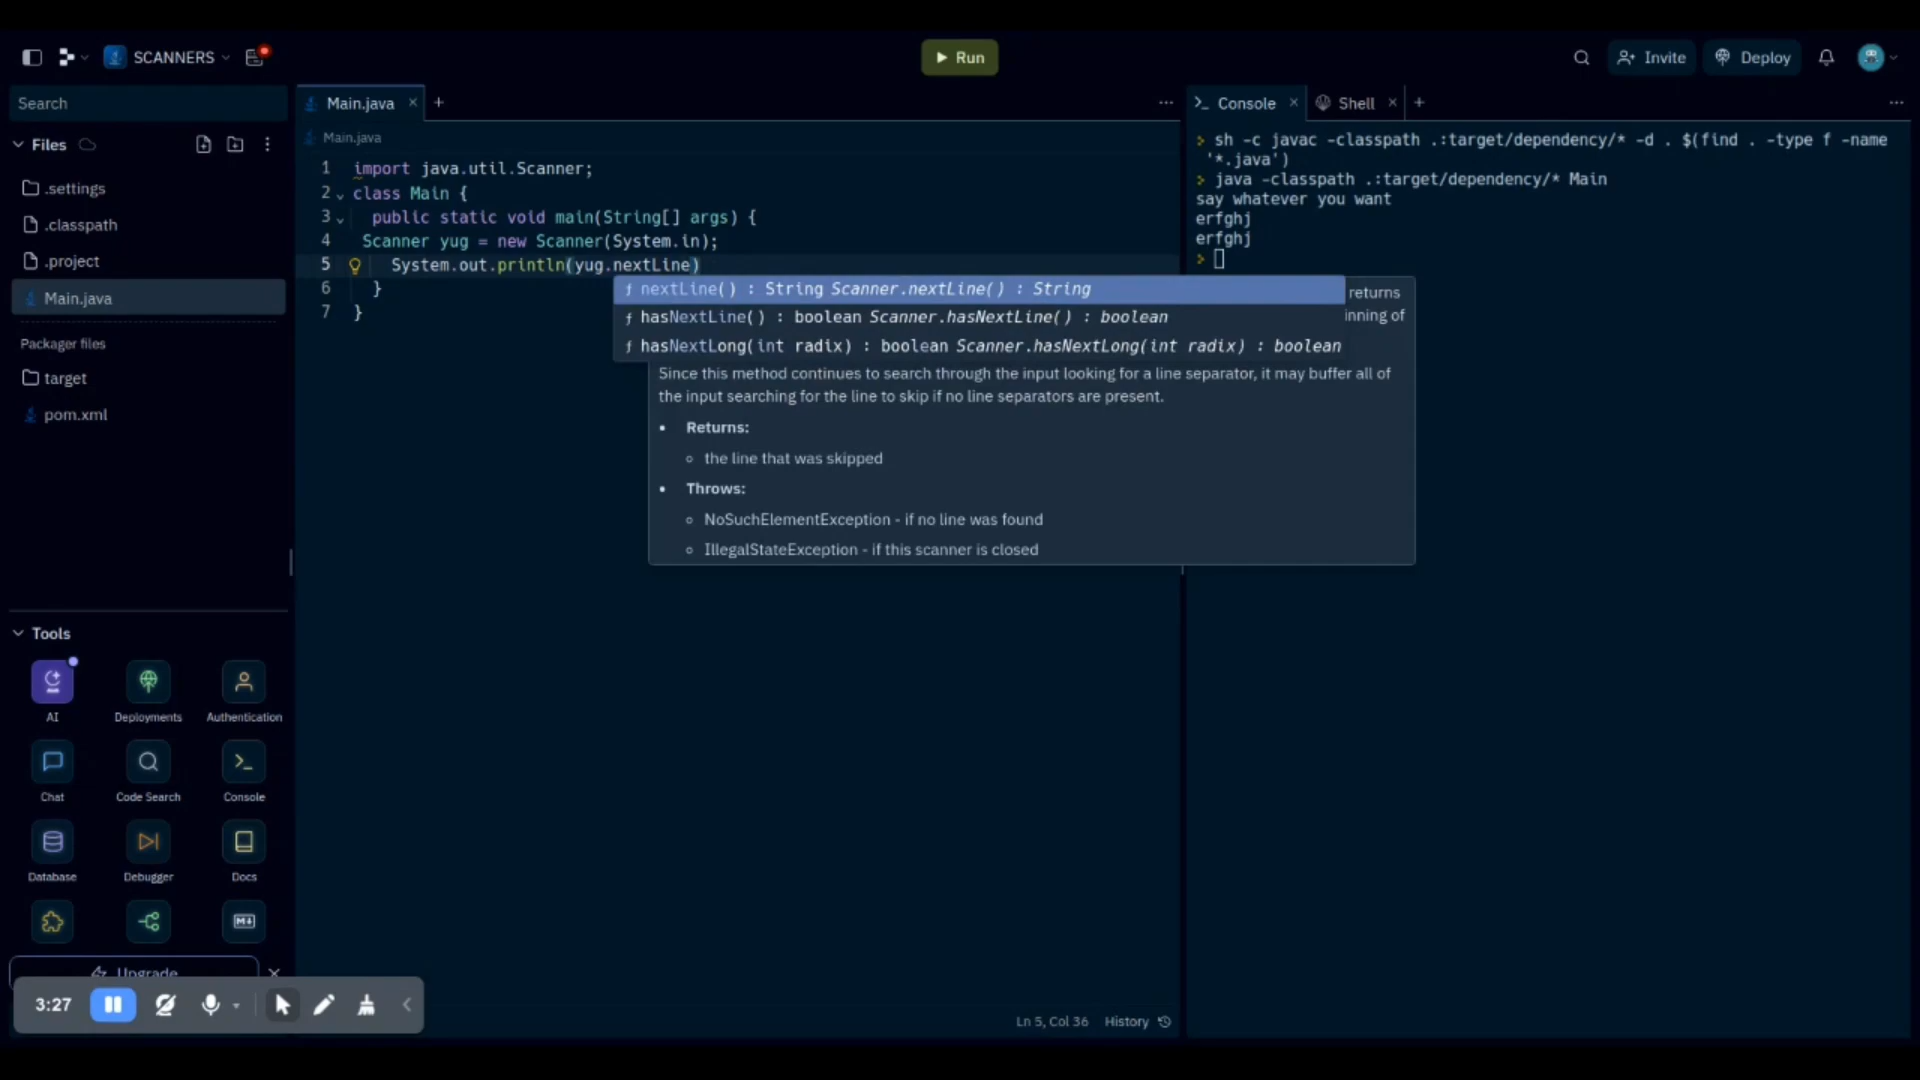 SCANNERS
Run
Invite
Deploy
Search
Files
.settings
.classpath
.project
Main.java
Packager files
target
pom.xml
Tools
AI
Deployments
Authentication
Chat
Code Search
Console
Database
Debugger
Docs
M↓
Upgrade
3:27
Main.java
Main.java
1 import java.util.Scanner;
2 class Main {
3 public static void main(String[] args) {
4 Scanner yug = new Scanner(System.in);
5 System.out.println(yug.nextLine)
6 }
7 }
ƒ nextLine() : String Scanner.nextLine() : String
ƒ hasNextLine() : boolean Scanner.hasNextLine() : boolean
ƒ hasNextLong(int radix) : boolean Scanner.hasNextLong(int radix) : boolean
returns
inning of
Since this method continues to search through the input looking for a line separator, it may buffer all of
the input searching for the line to skip if no line separators are present.
• Returns:
◦ the line that was skipped
• Throws:
◦ NoSuchElementException - if no line was found
◦ IllegalStateException - if this scanner is closed
Ln 5, Col 36 History
>_ Console
Shell
> sh -c javac -classpath .:target/dependency/* -d . $(find . -type f -name
'*.java')
> java -classpath .:target/dependency/* Main
say whatever you want
erfghj
erfghj
>